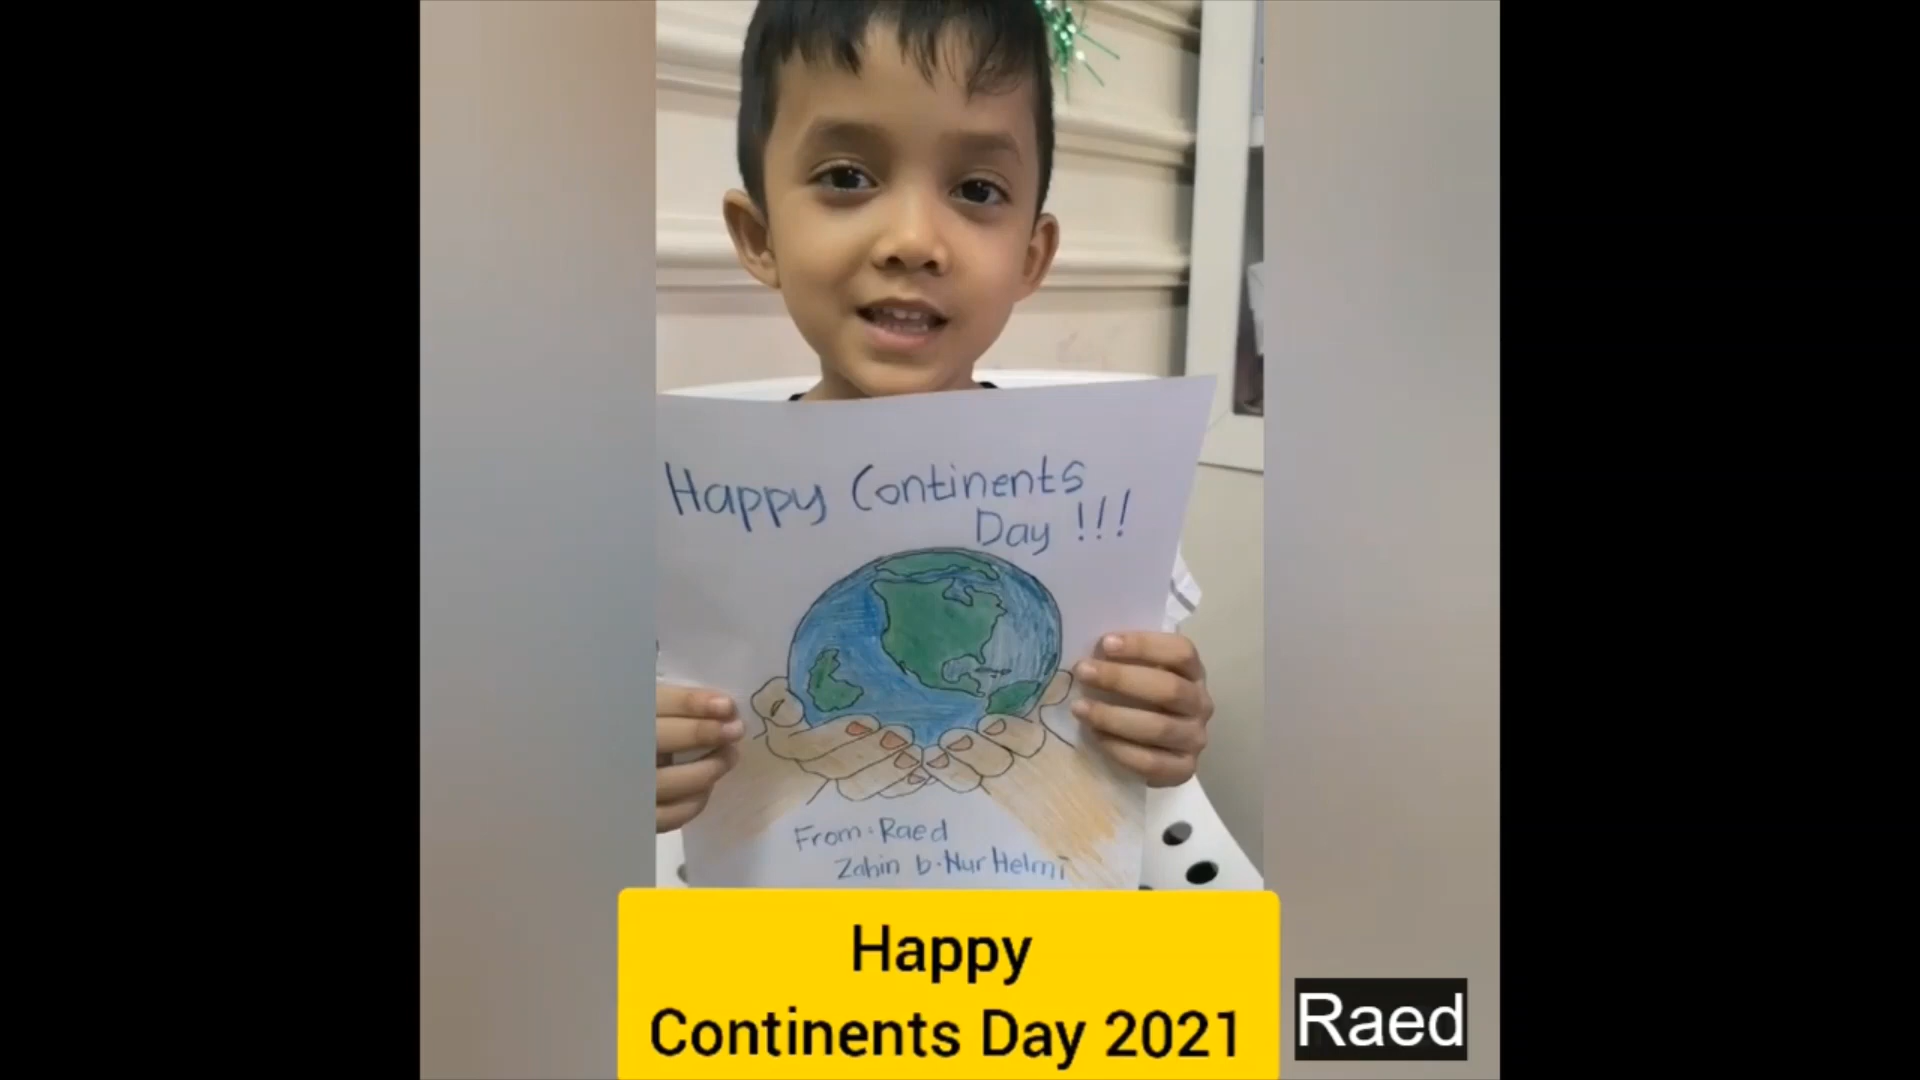 Happy Continents
Day !!!
From: Raed
Zahin b. Nur Helmi
Happy
Continents Day 2021
Raed